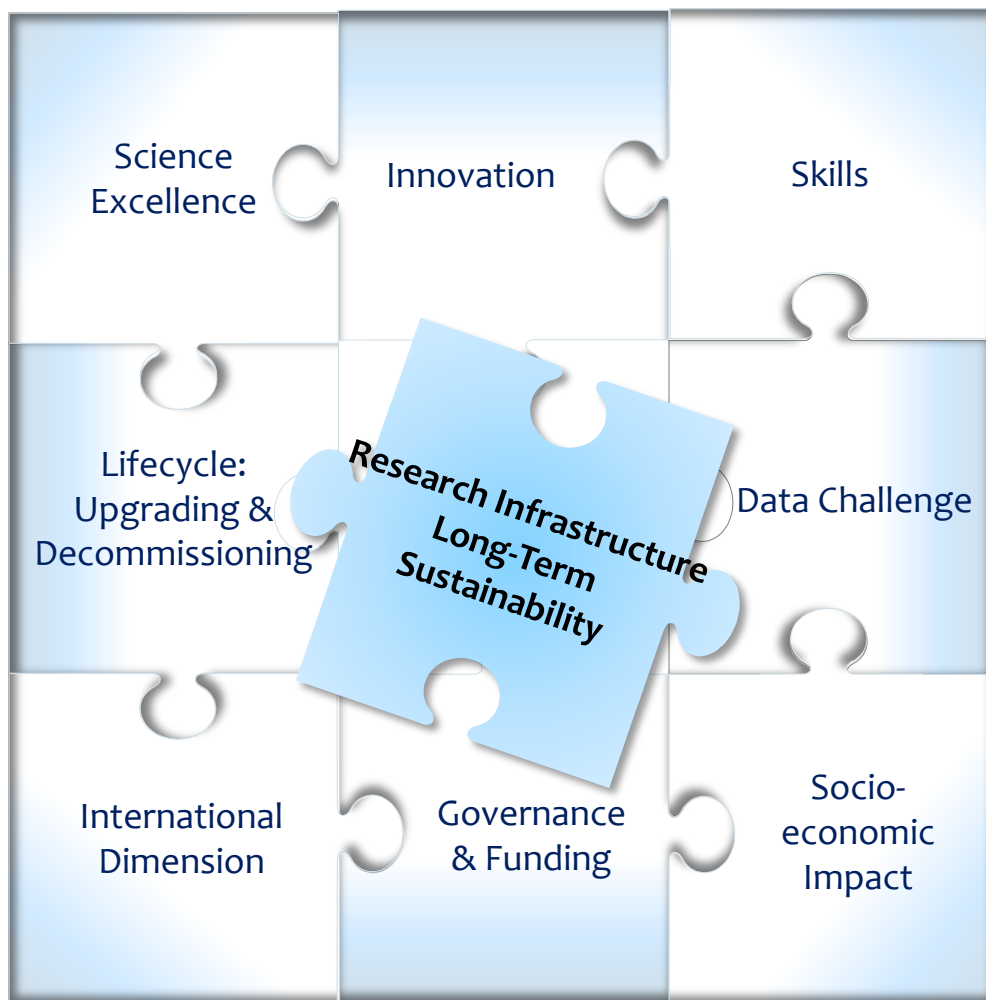 Science
Excellence
Innovation
Skills
Lifecycle:
Upgrading &
Decommissioning
Research Infrastructure
Long-Term
Sustainability
Data Challenge
International
Dimension
Governance
& Funding
Socio-
economic
Impact